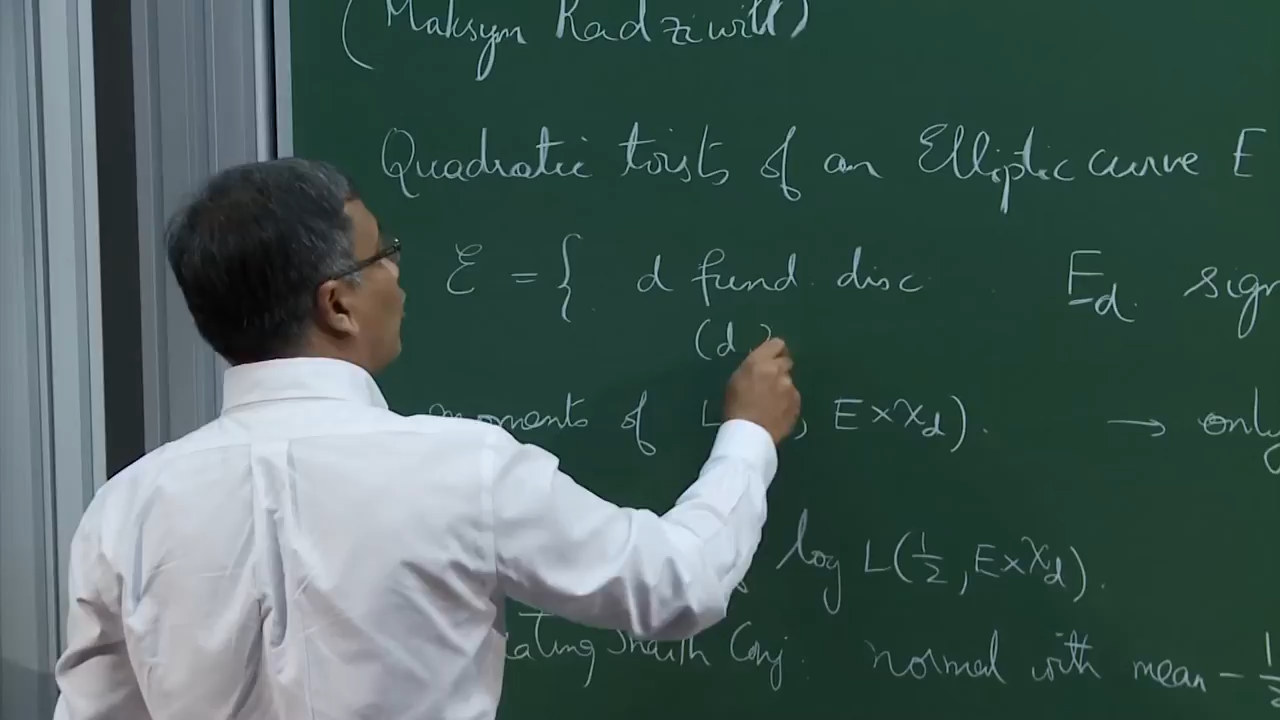 (Maksym Radziwill)
Quadratic twists of an Elliptic curve E
ℰ = { d fund. disc. E_d sign
(d,
moments of L , E×χ_d). → only
log L(1/2, E×χ_d).
Conj: normal with mean - 1